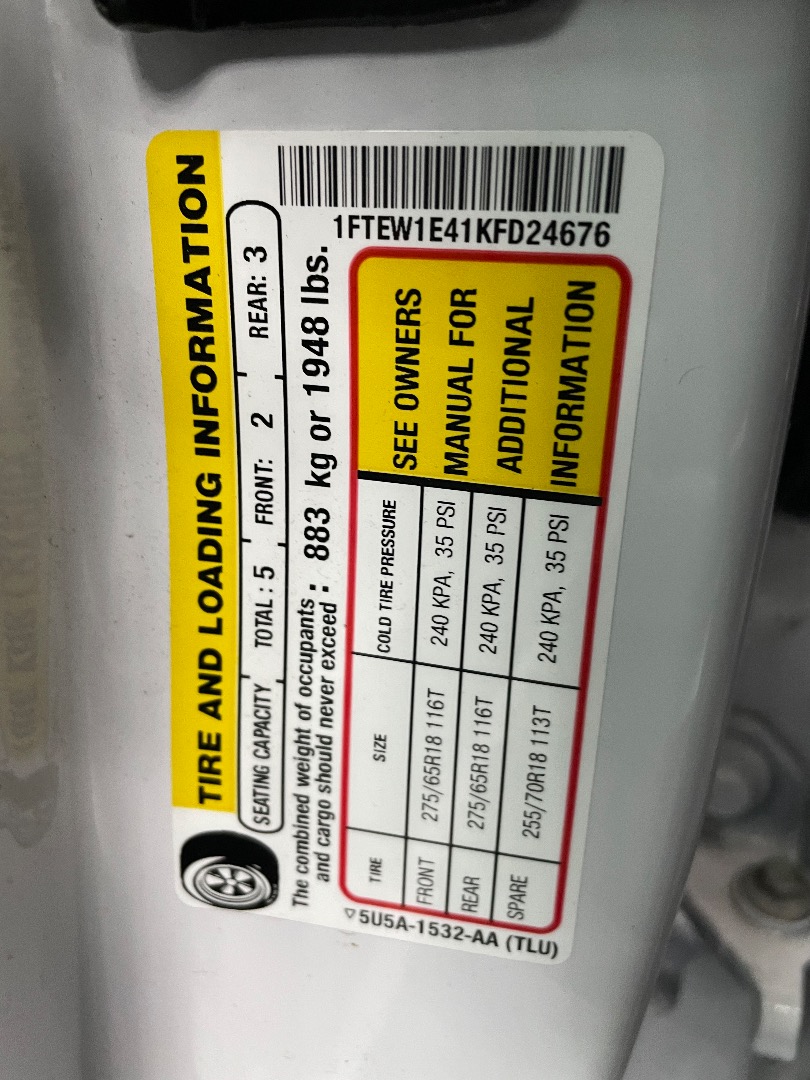 TIRE AND LOADING INFORMATION
SEATING CAPACITY TOTAL : 5 FRONT: 2 REAR: 3
The combined weight of occupants
and cargo should never exceed : 883 kg or 1948 lbs.
1FTEW1E41KFD24676
TIRE SIZE COLD TIRE PRESSURE
FRONT 275/65R18 116T 240 KPA, 35 PSI
REAR 275/65R18 116T 240 KPA, 35 PSI
SPARE 255/70R18 113T 240 KPA, 35 PSI
SEE OWNERS
MANUAL FOR
ADDITIONAL
INFORMATION
5U5A-1532-AA (TLU)